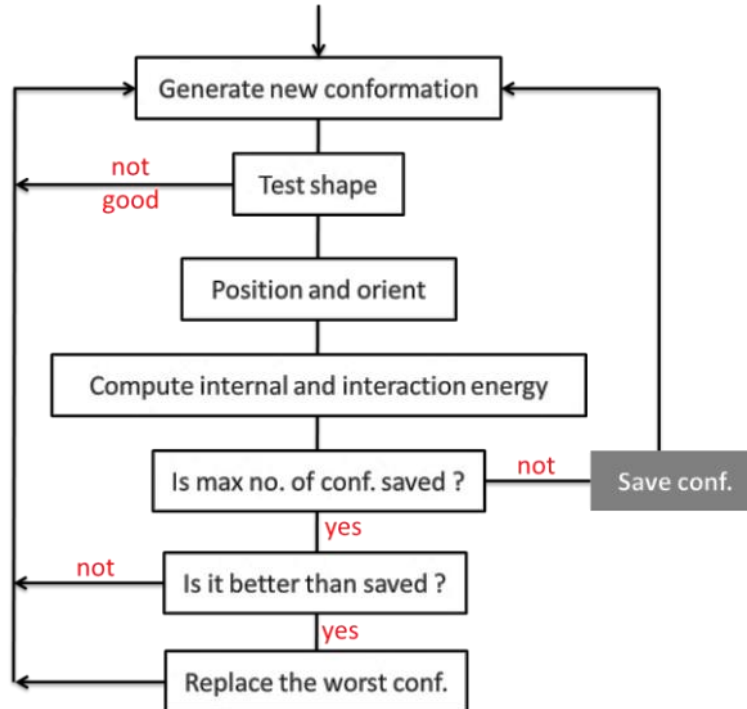 Generate new conformation
not
good
Test shape
Position and orient
Compute internal and interaction energy
Is max no. of conf. saved ?
not
Save conf.
yes
not
Is it better than saved ?
yes
Replace the worst conf.